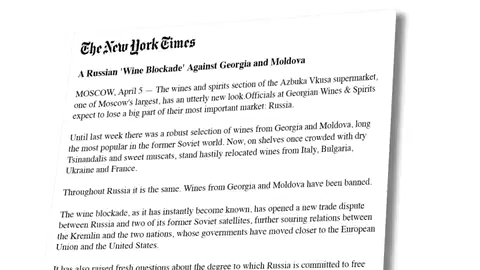 The New York Times
A Russian 'Wine Blockade' Against Georgia and Moldova
MOSCOW, April 5 — The wines and spirits section of the Azbuka Vkusa supermarket,
one of Moscow's largest, has an utterly new look.Officials at Georgian Wines & Spirits
expect to lose a big part of their most important market: Russia.
Until last week there was a robust selection of wines from Georgia and Moldova, long
the most popular in the former Soviet world. Now, on shelves once crowded with dry
Tsinandalis and sweet muscats, stand hastily relocated wines from Italy, Bulgaria,
Ukraine and France.
Throughout Russia it is the same. Wines from Georgia and Moldova have been banned.
The wine blockade, as it has instantly become known, has opened a new trade dispute
between Russia and two of its former Soviet satellites, further souring relations between
the Kremlin and the two nations, whose governments have moved closer to the European
Union and the United States.
It has also raised fresh questions about the degree to which Russia is committed to free